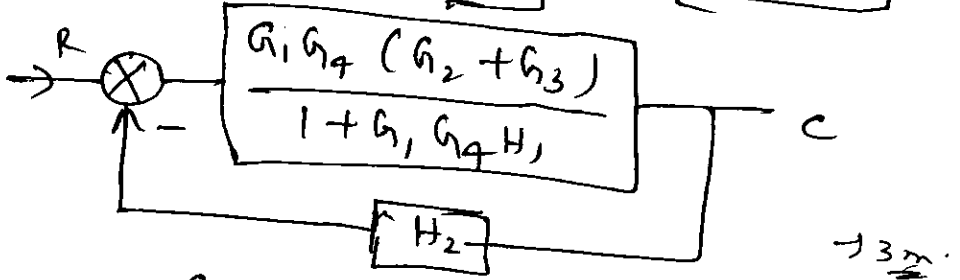 R
G₁G₄ (G₂ + G₃)
1 + G₁ G₄ H₁
C
-
H₂
→ 3m.